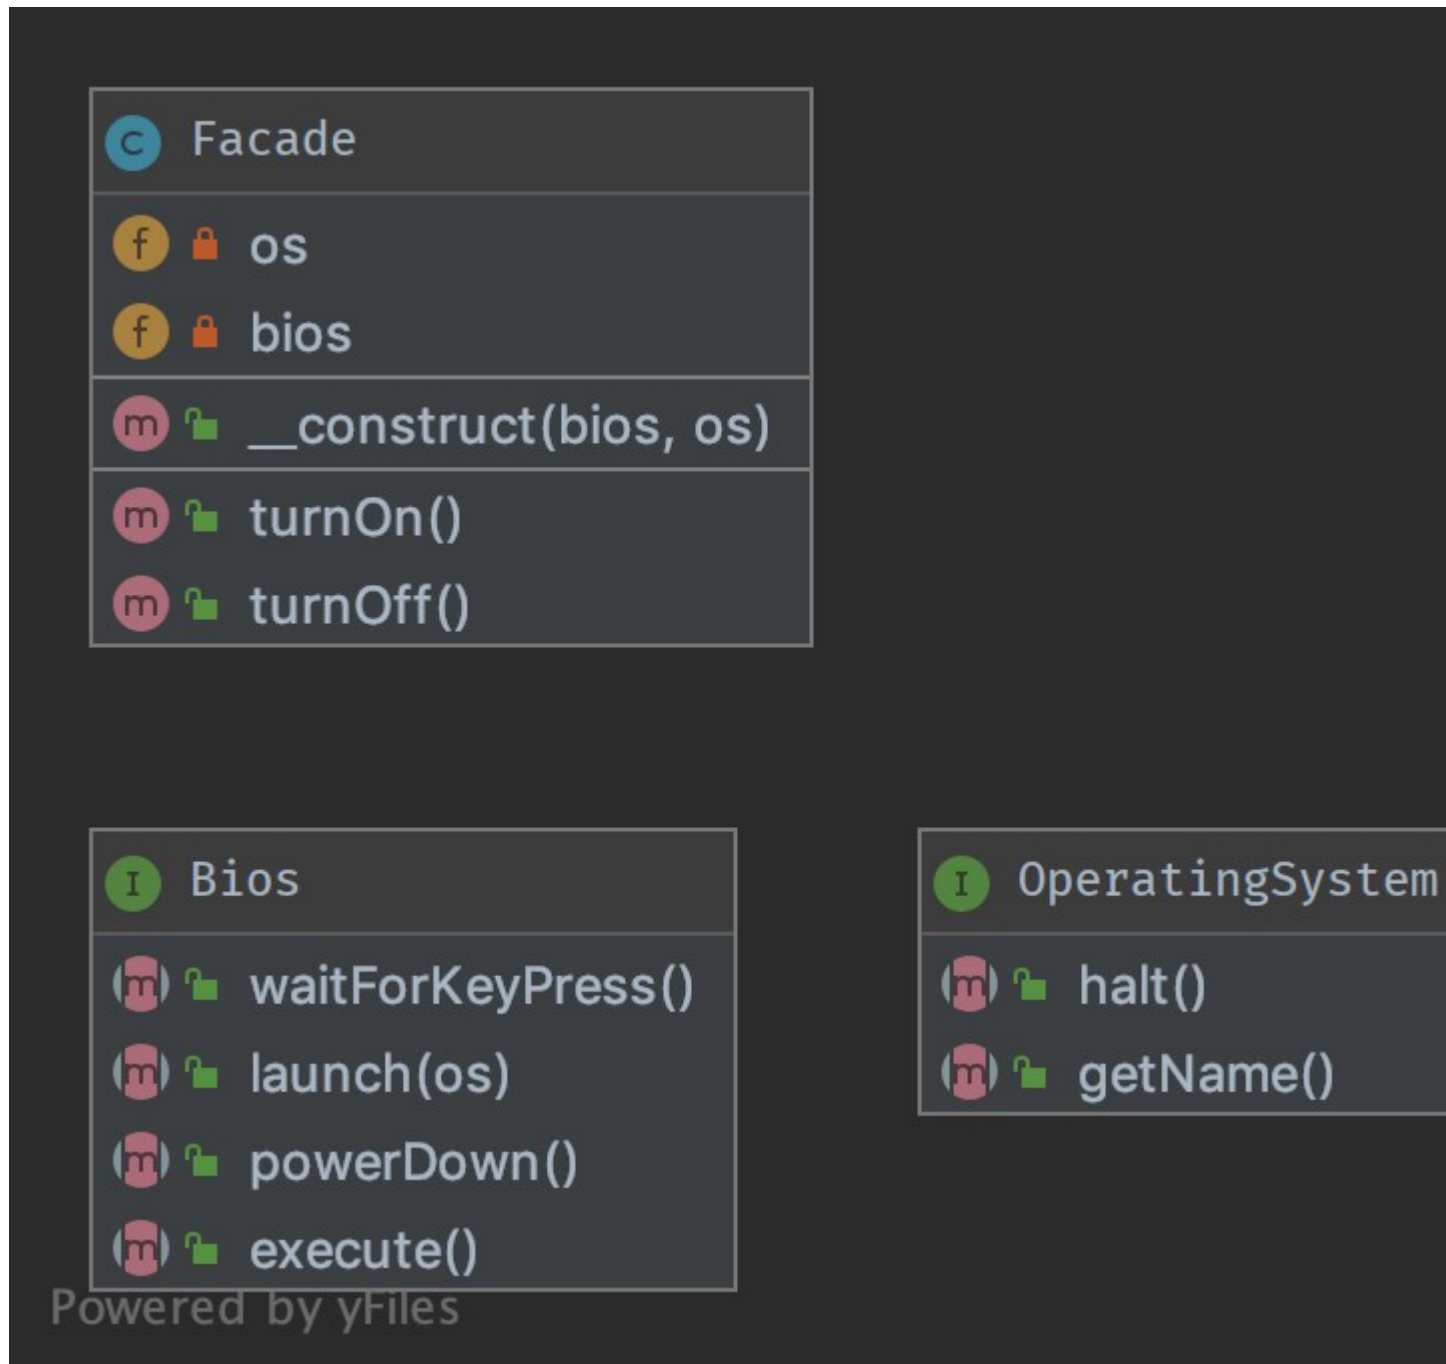 C Facade
f os
f bios
m __construct(bios, os)
m turnOn()
m turnOff()
I Bios
m waitForKeyPress()
m launch(os)
m powerDown()
m execute()
I OperatingSystem
m halt()
m getName()
Powered by yFiles